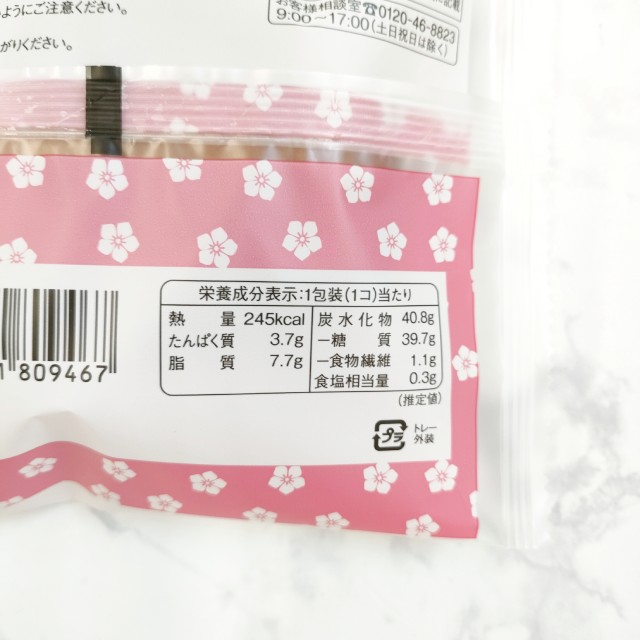 いようにご注意ください。
がりください。
お客様相談室☎0120-46-8823
9:00～17:00(土日祝日は除く)
栄養成分表示:1包装(1コ)当たり
熱量 245kcal
たんぱく質 3.7g
脂質 7.7g
炭水化物 40.8g
―糖質 39.7g
―食物繊維 1.1g
食塩相当量 0.3g
(推定値)
809467
プラ
トレー
外装